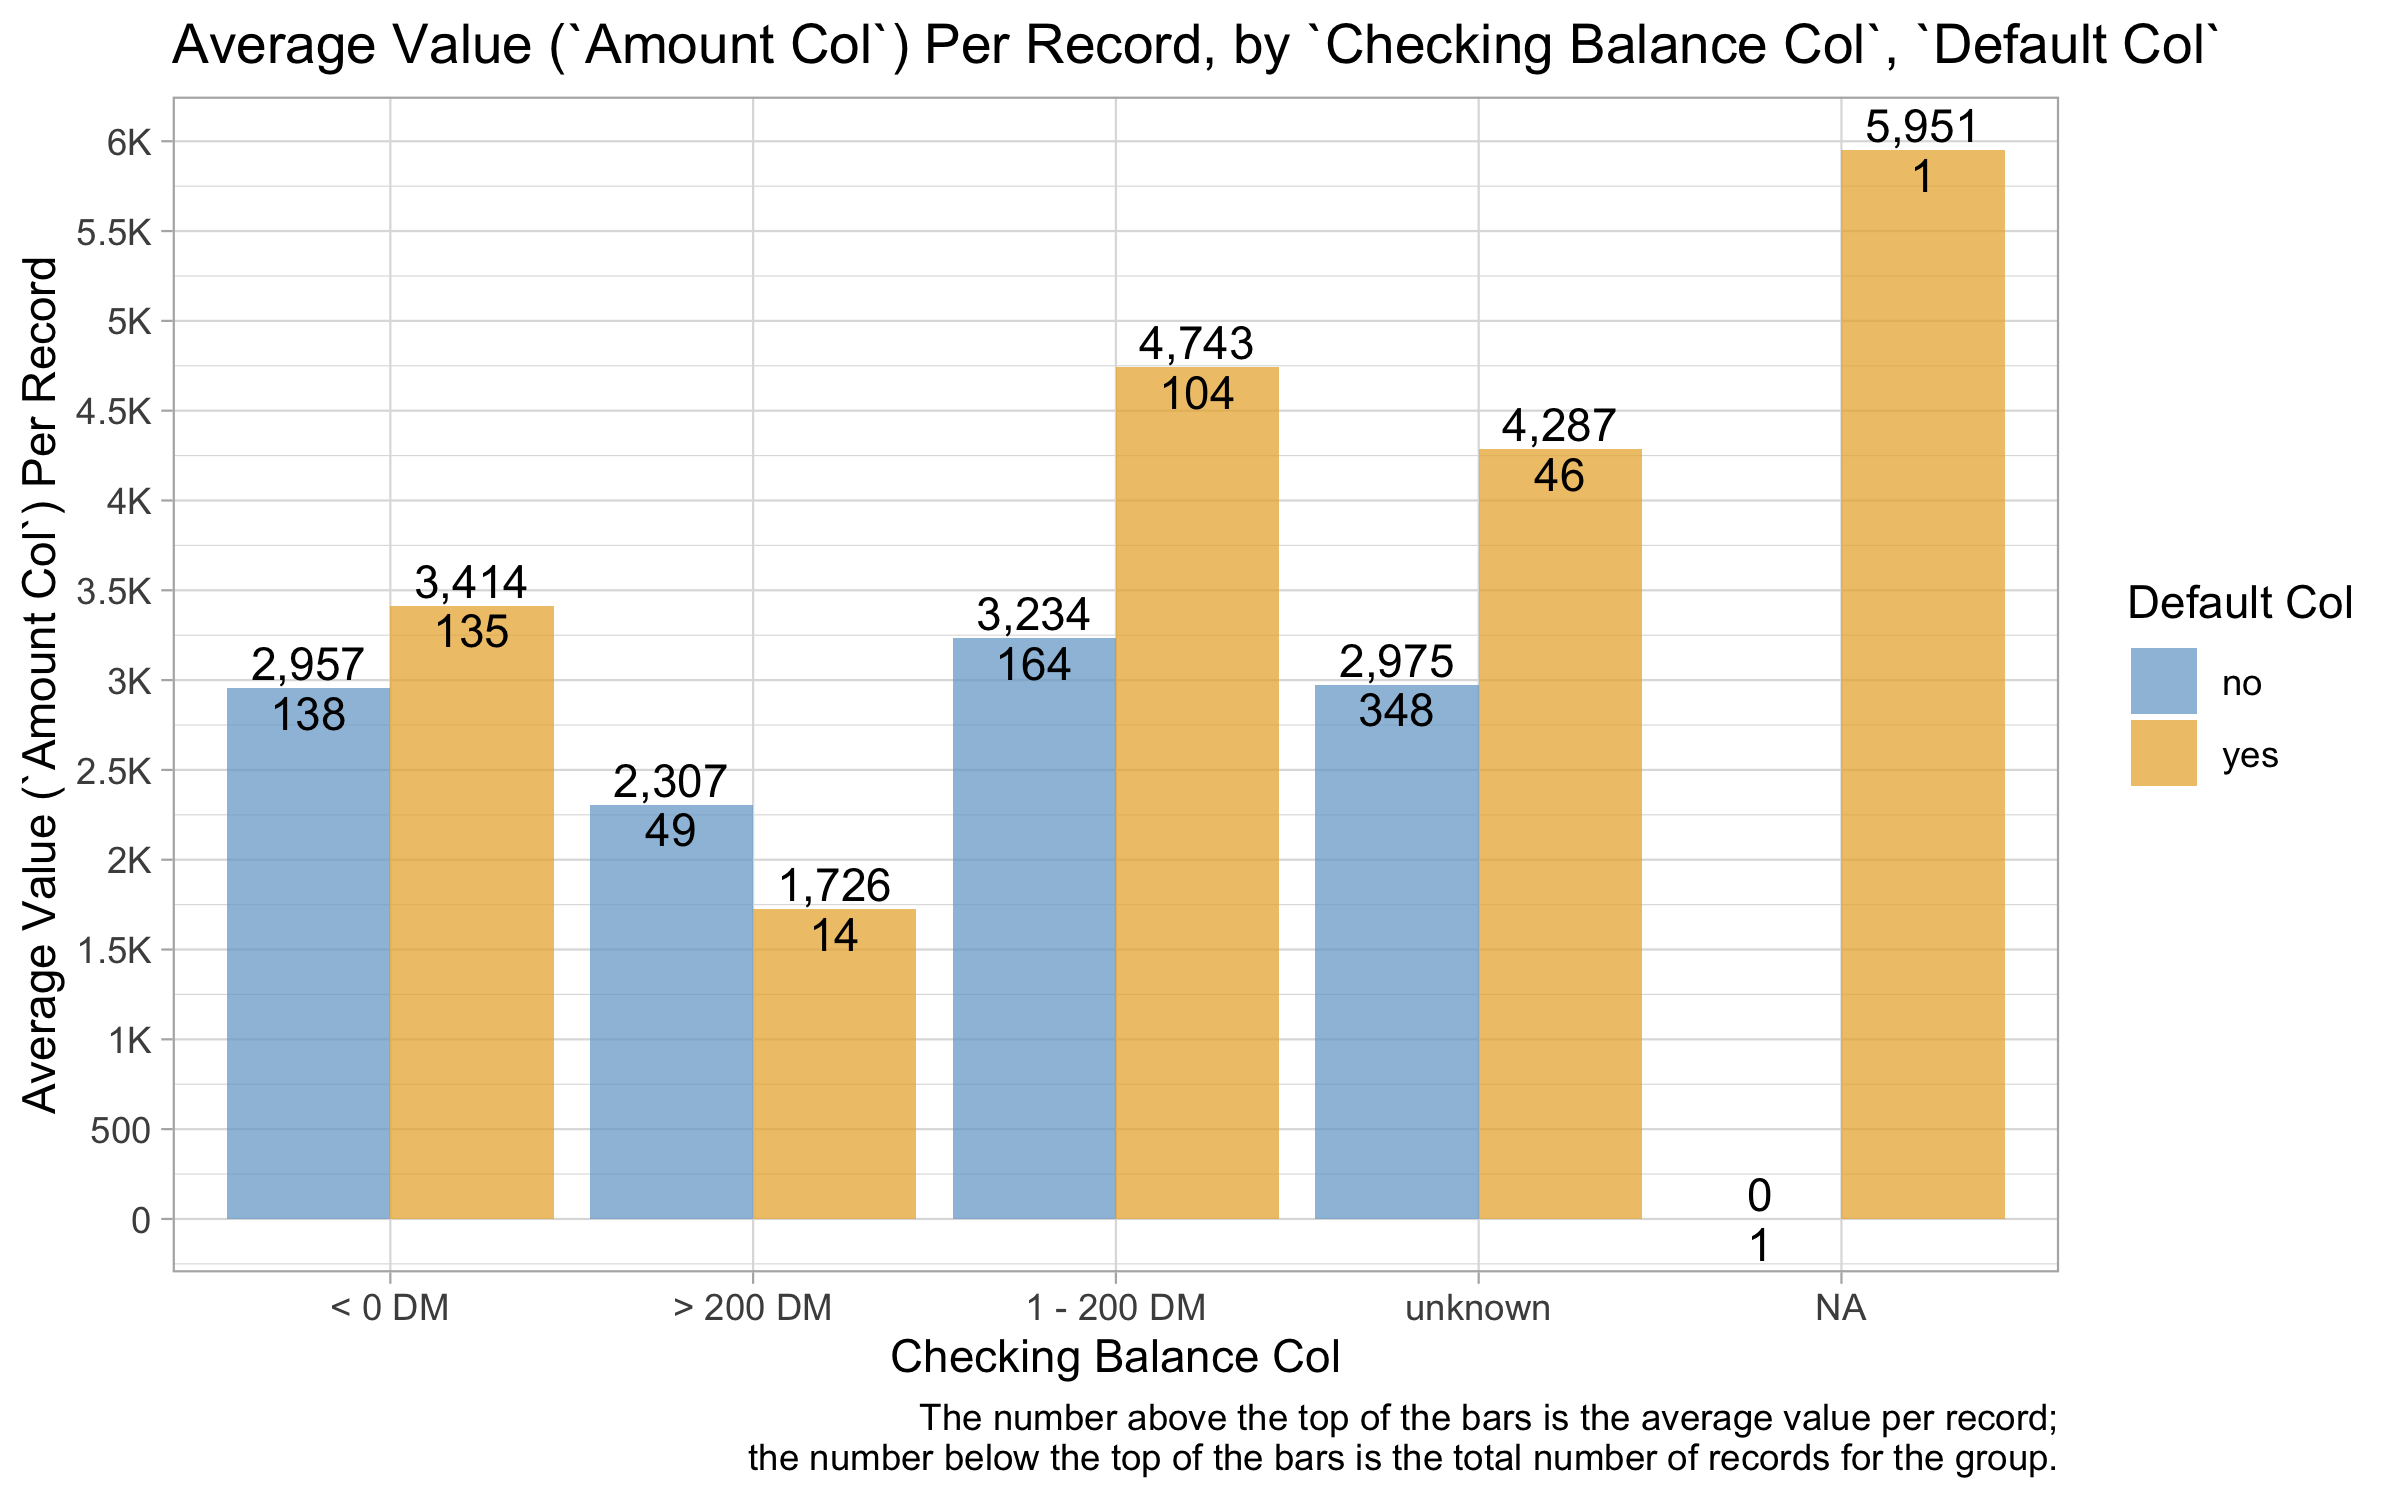 Average Value (`Amount Col`) Per Record, by `Checking Balance Col`, `Default Col`
Average Value (`Amount Col`) Per Record
6K
5.5K
5K
4.5K
4K
3.5K
3K
2.5K
2K
1.5K
1K
500
0
2,957
138
3,414
135
2,307
49
1,726
14
3,234
164
4,743
104
2,975
348
4,287
46
0
1
5,951
1
< 0 DM
> 200 DM
1 - 200 DM
unknown
NA
Checking Balance Col
Default Col
no
yes
The number above the top of the bars is the average value per record;
the number below the top of the bars is the total number of records for the group.